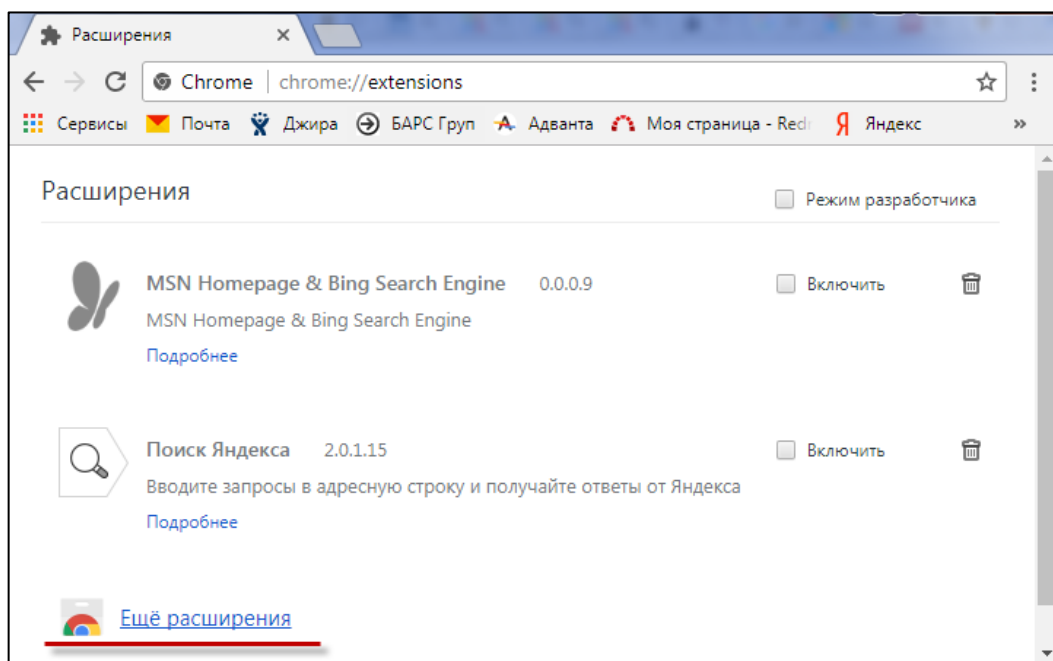 Расширения
Chrome | chrome://extensions
Сервисы Почта Джира БАРС Груп Адванта Моя страница - Redr Яндекс »
Расширения
Режим разработчика
MSN Homepage & Bing Search Engine 0.0.0.9 Включить
MSN Homepage & Bing Search Engine
Подробнее
Поиск Яндекса 2.0.1.15 Включить
Вводите запросы в адресную строку и получайте ответы от Яндекса
Подробнее
Ещё расширения